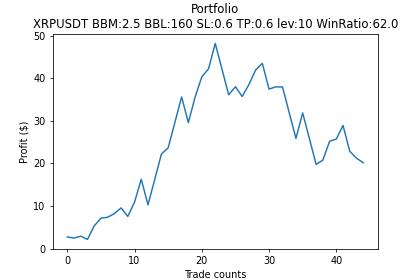 Portfolio
XRPUSDT BBM:2.5 BBL:160 SL:0.6 TP:0.6 lev:10 WinRatio:62.0
50
40
30
20
10
0
Profit ($)
0 10 20 30 40
Trade counts